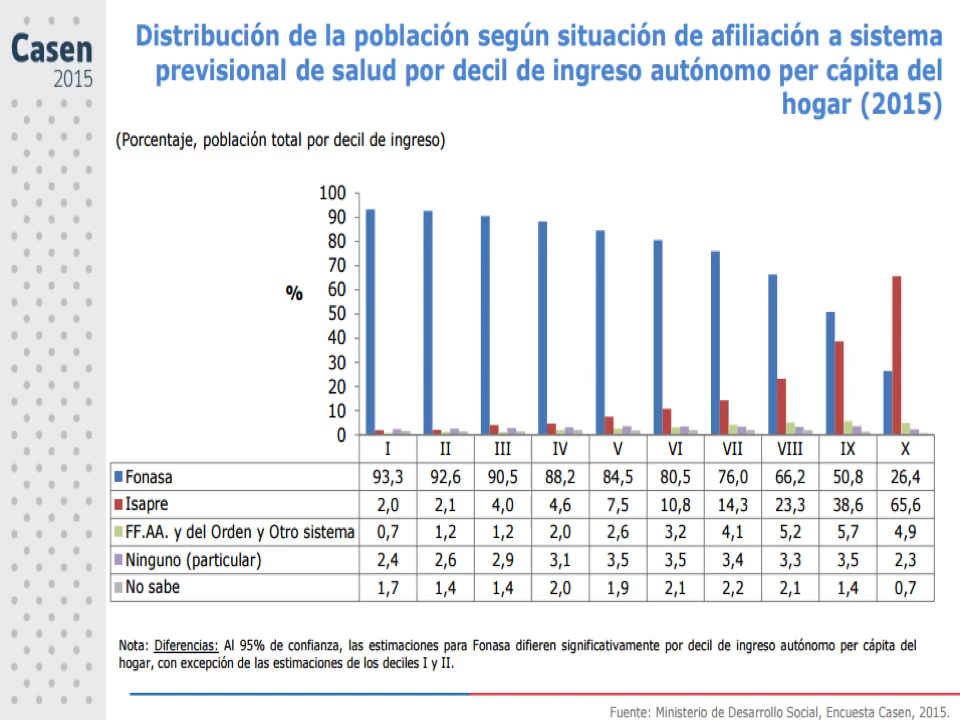 Casen
2015
Distribución de la población según situación de afiliación a sistema
previsional de salud por decil de ingreso autónomo per cápita del
hogar (2015)
(Porcentaje, población total por decil de ingreso)
100
90
80
70
60
50
40
30
20
10
0
%
I II III IV V VI VII VIII IX X
Fonasa 93,3 92,6 90,5 88,2 84,5 80,5 76,0 66,2 50,8 26,4
Isapre 2,0 2,1 4,0 4,6 7,5 10,8 14,3 23,3 38,6 65,6
FF.AA. y del Orden y Otro sistema 0,7 1,2 1,2 2,0 2,6 3,2 4,1 5,2 5,7 4,9
Ninguno (particular) 2,4 2,6 2,9 3,1 3,5 3,5 3,4 3,3 3,5 2,3
No sabe 1,7 1,4 1,4 2,0 1,9 2,1 2,2 2,1 1,4 0,7
Nota: Diferencias: Al 95% de confianza, las estimaciones para Fonasa difieren significativamente por decil de ingreso autónomo per cápita del
hogar, con excepción de las estimaciones de los deciles I y II.
Fuente: Ministerio de Desarrollo Social, Encuesta Casen, 2015.